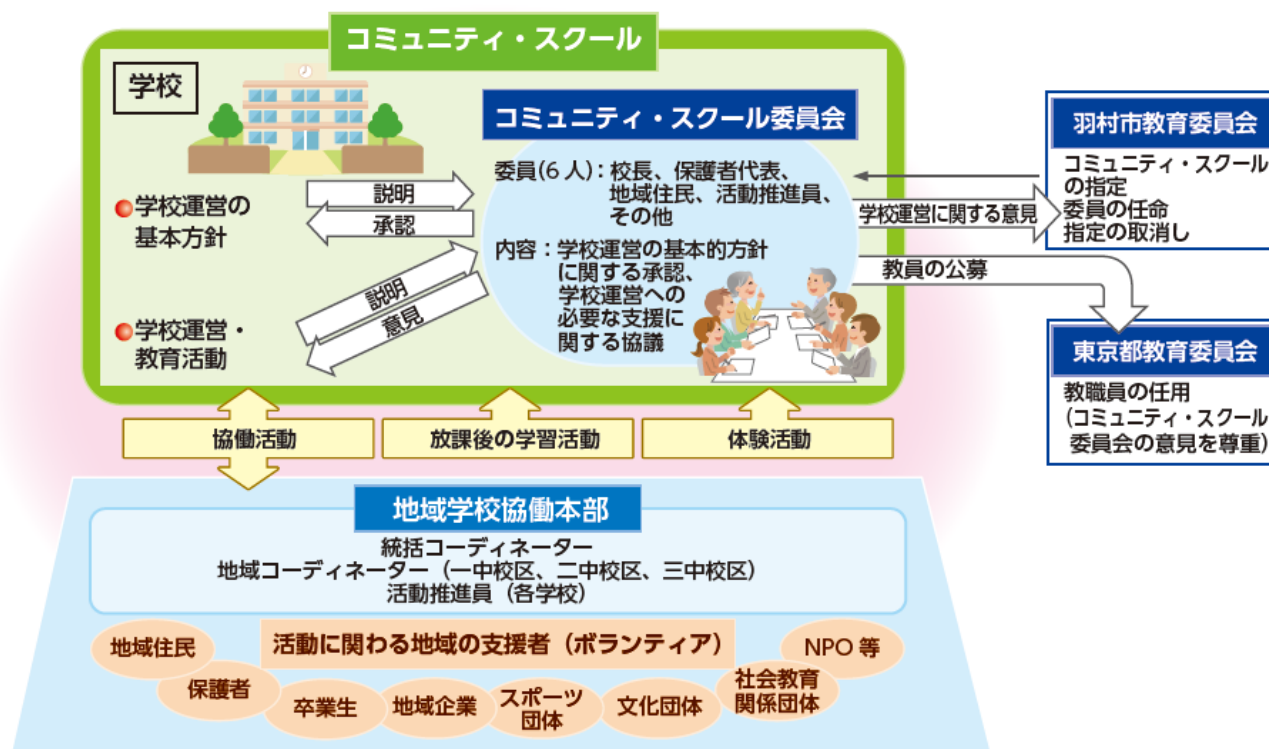 コミュニティ・スクール
学校
コミュニティ・スクール委員会
委員(6人)：校長、保護者代表、
地域住民、活動推進員、
その他
内容：学校運営の基本的方針
に関する承認、
学校運営への
必要な支援に
関する協議
学校運営の
基本方針
説明
承認
学校運営・
教育活動
説明
意見
羽村市教育委員会
コミュニティ・スクール
の指定
委員の任命
指定の取消し
学校運営に関する意見
教員の公募
東京都教育委員会
教職員の任用
(コミュニティ・スクール
委員会の意見を尊重)
協働活動
放課後の学習活動
体験活動
地域学校協働本部
統括コーディネーター
地域コーディネーター（一中校区、二中校区、三中校区）
活動推進員（各学校）
活動に関わる地域の支援者（ボランティア）
地域住民
保護者
卒業生
地域企業
スポーツ
団体
文化団体
社会教育
関係団体
NPO等